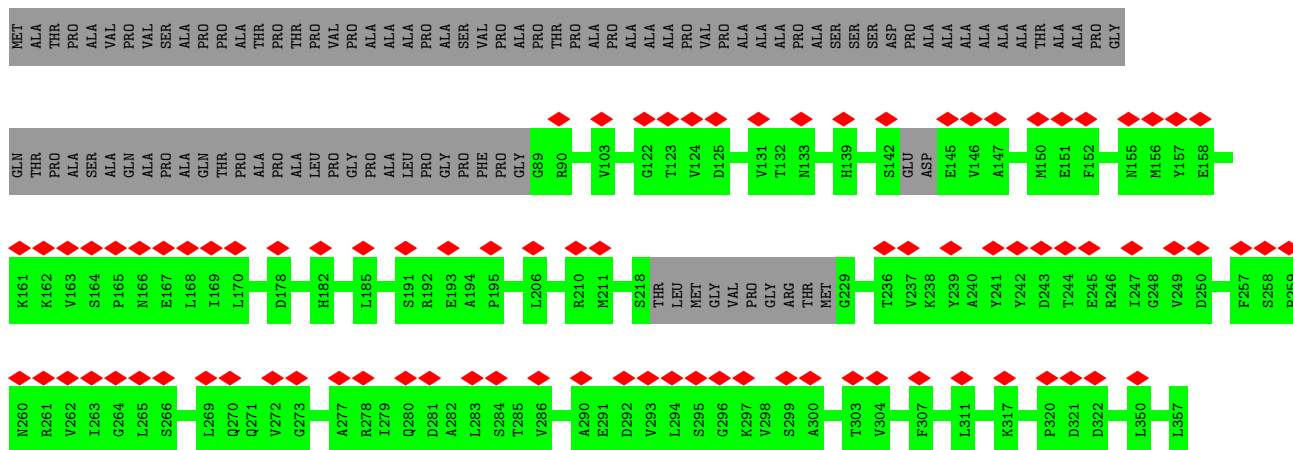 MET ALA THR PRO ALA VAL PRO VAL SER ALA PRO PRO ALA THR PRO THR PRO VAL PRO ALA ALA ALA PRO ALA SER VAL PRO ALA PRO THR PRO ALA PRO ALA ALA ALA PRO VAL PRO ALA ALA ALA PRO ALA SER SER SER ASP PRO ALA ALA ALA ALA ALA ALA THR ALA ALA PRO GLY
GLN THR PRO ALA SER ALA GLN ALA PRO ALA GLN THR PRO ALA PRO ALA LEU PRO GLY PRO ALA LEU PRO GLY PRO PHE PRO GLY G89 R90 V103 G122 T123 V124 D125 V131 T132 N133 H139 S142 GLU ASP E145 V146 A147 M150 E151 F152 N155 M156 Y157 E158
K161 K162 V163 S164 P165 N166 E167 L168 I169 L170 D178 H182 L185 S191 R192 E193 A194 P195 L206 R210 M211 S218 THR LEU MET GLY VAL PRO GLY ARG THR MET G229 T236 V237 K238 Y239 A240 Y241 Y242 D243 T244 E245 R246 I247 G248 V249 D250 F257 S258
N260 R261 V262 I263 G264 L265 S266 L269 Q270 Q271 V272 G273 A277 R278 I279 Q280 D281 A282 L283 S284 T285 V286 A290 E291 D292 V293 L294 S295 G296 K297 V298 S299 A300 T303 V304 F307 L311 K317 P320 D321 D322 L350 L357